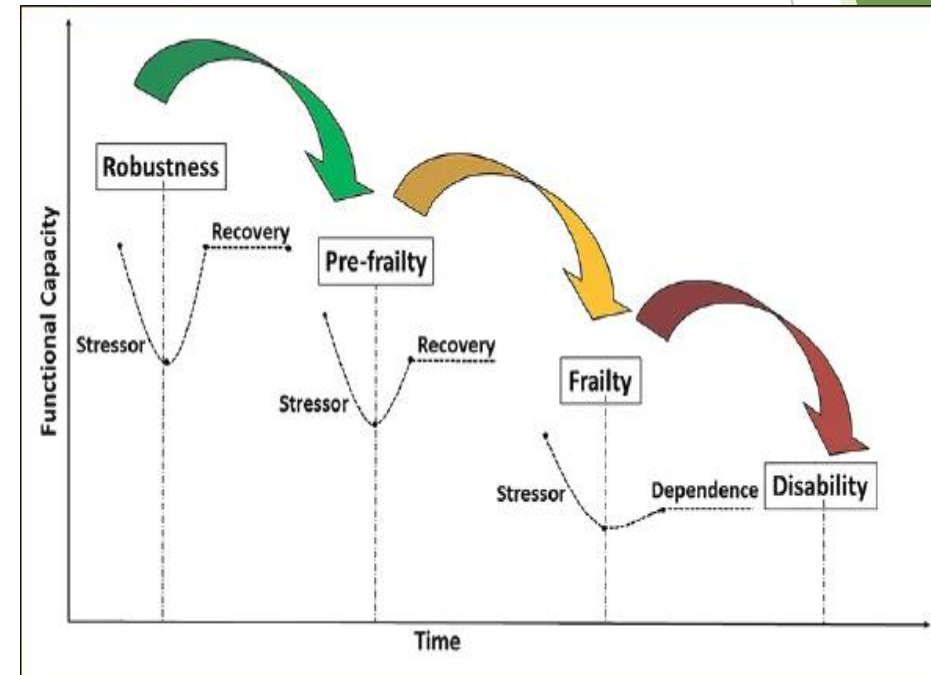 Robustness
Recovery
Stressor
Pre-frailty
Recovery
Stressor
Frailty
Stressor
Dependence
Disability
Functional Capacity
Time